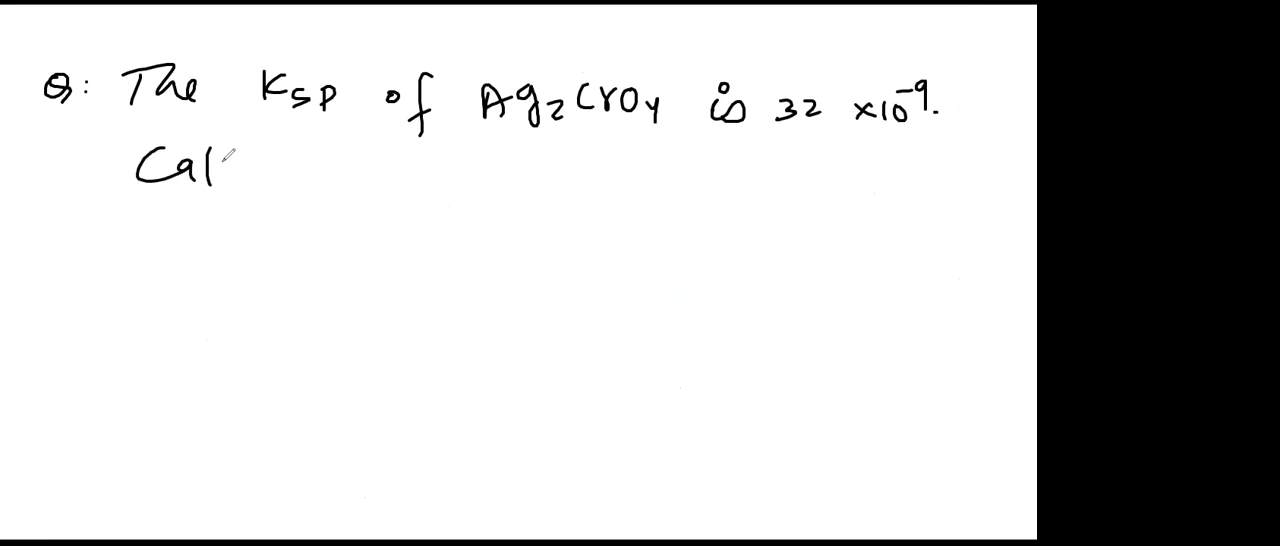 Q: The Ksp of Ag2CrO4 is 32 ×10⁻⁹.
Cal